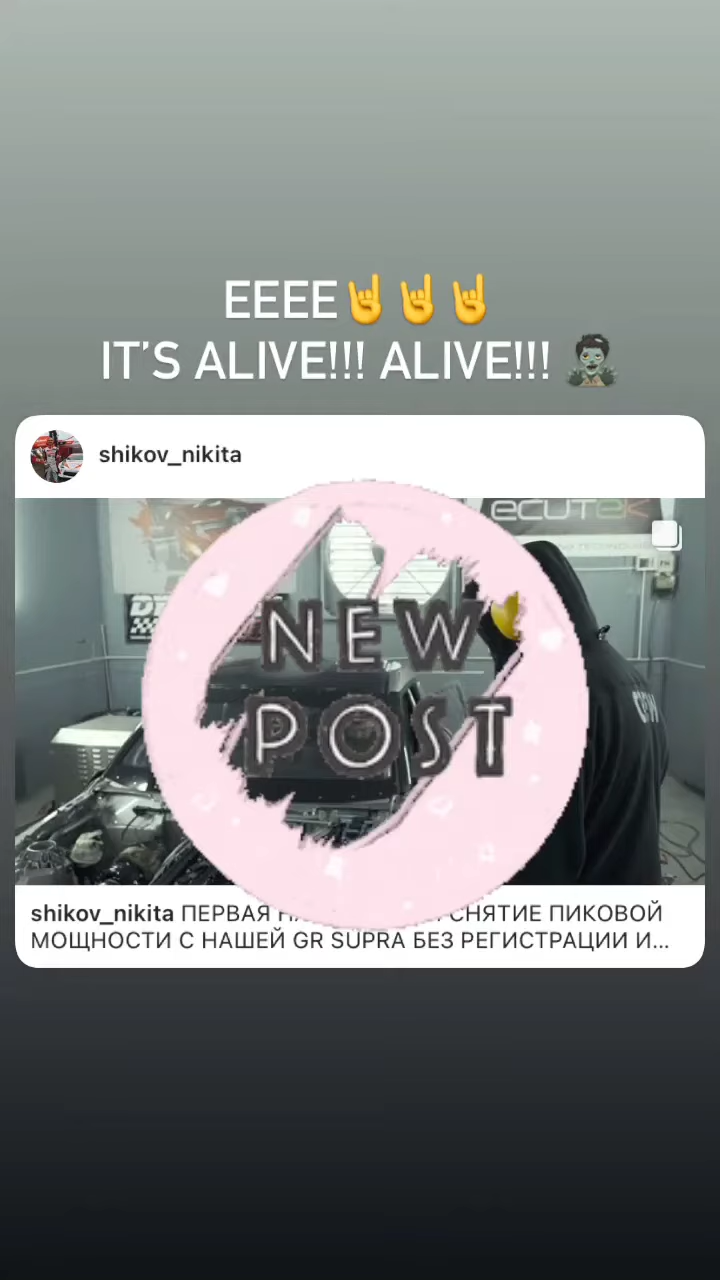 EEEE🤘🤘🤘
IT'S ALIVE!!! ALIVE!!! 🧟
shikov_nikita
ECUTEK
NEW
POST
shikov_nikita ПЕРВАЯ СНЯТИЕ ПИКОВОЙ
МОЩНОСТИ С НАШЕЙ GR SUPRA БЕЗ РЕГИСТРАЦИИ И...